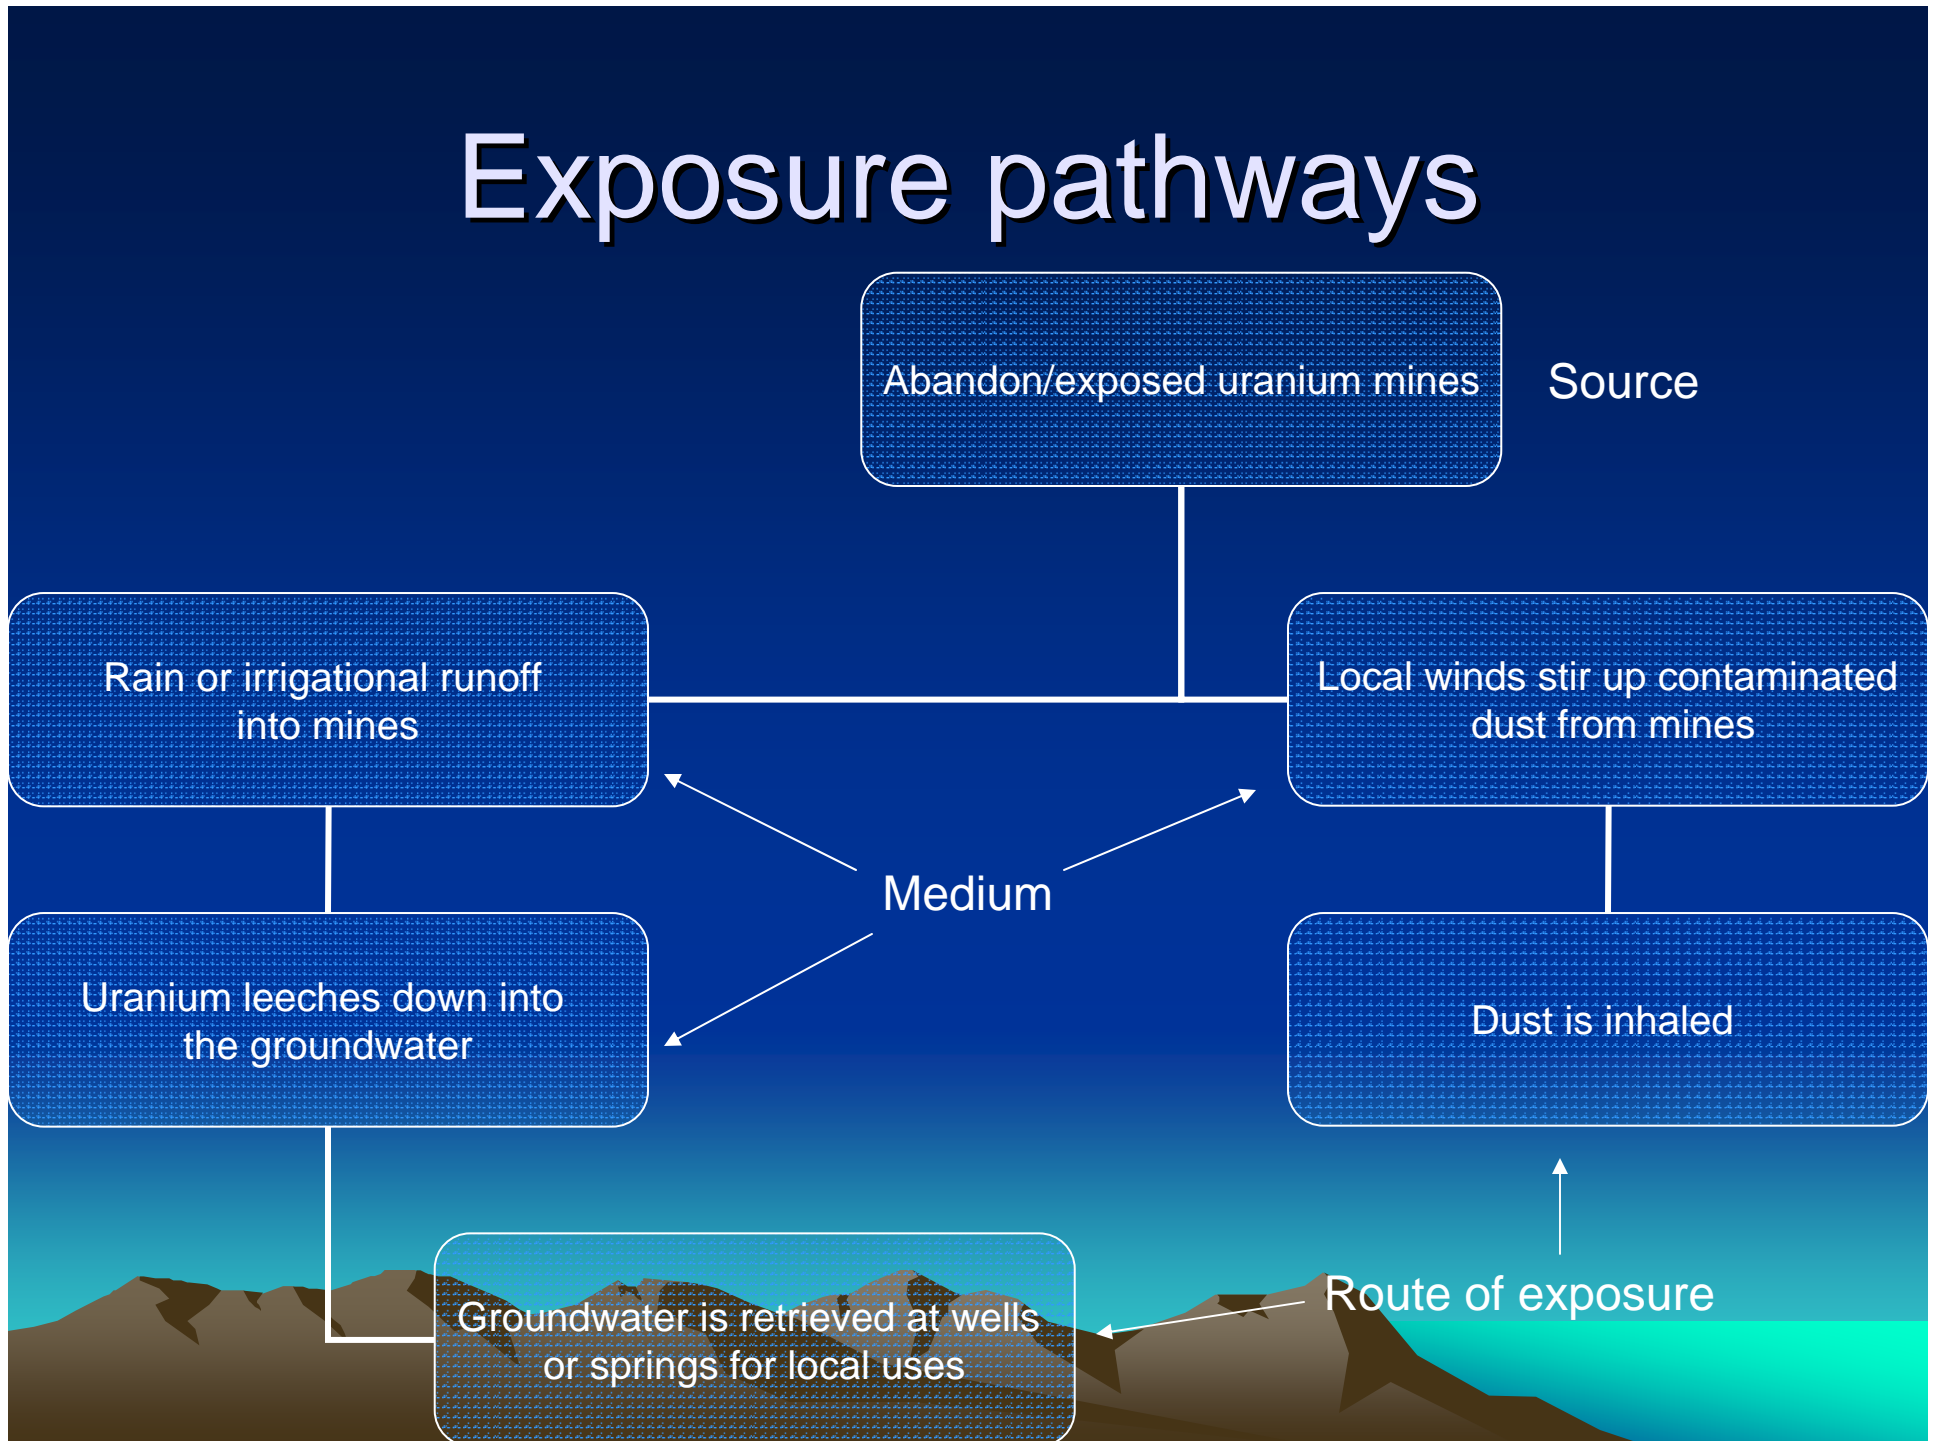 Exposure pathways
Abandon/exposed uranium mines
Source
Rain or irrigational runoff
into mines
Local winds stir up contaminated
dust from mines
Medium
Uranium leeches down into
the groundwater
Dust is inhaled
Route of exposure
Groundwater is retrieved at wells
or springs for local uses